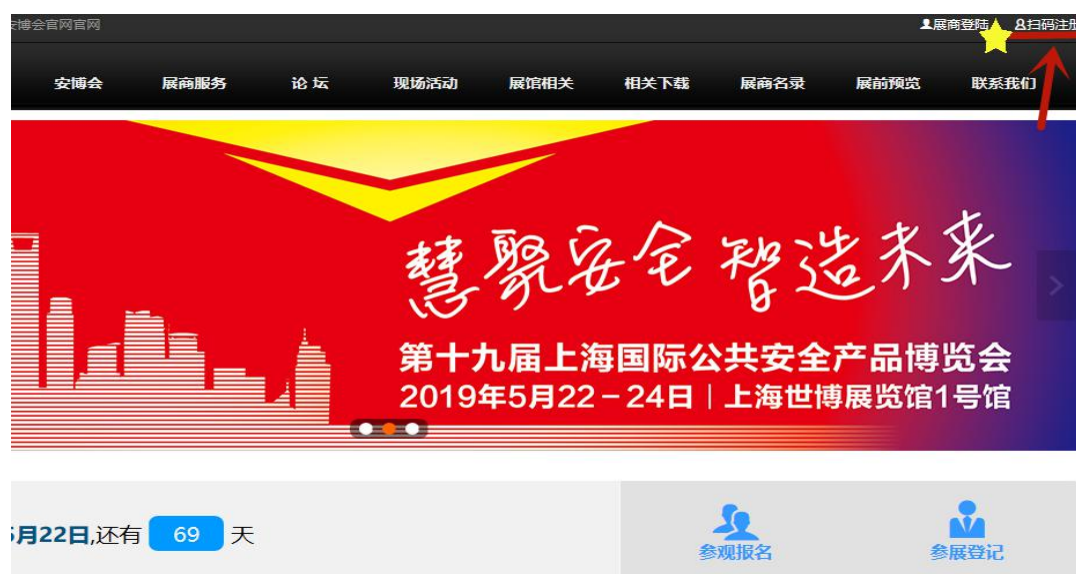 博会官网官网
展商登陆 扫码注册
安博会 展商服务 论坛 现场活动 展馆相关 相关下载 展商名录 展前预览 联系我们
慧聚安全 智造未来
第十九届上海国际公共安全产品博览会
2019年5月22-24日|上海世博展览馆1号馆
月22日,还有 69 天
参观报名 参展登记